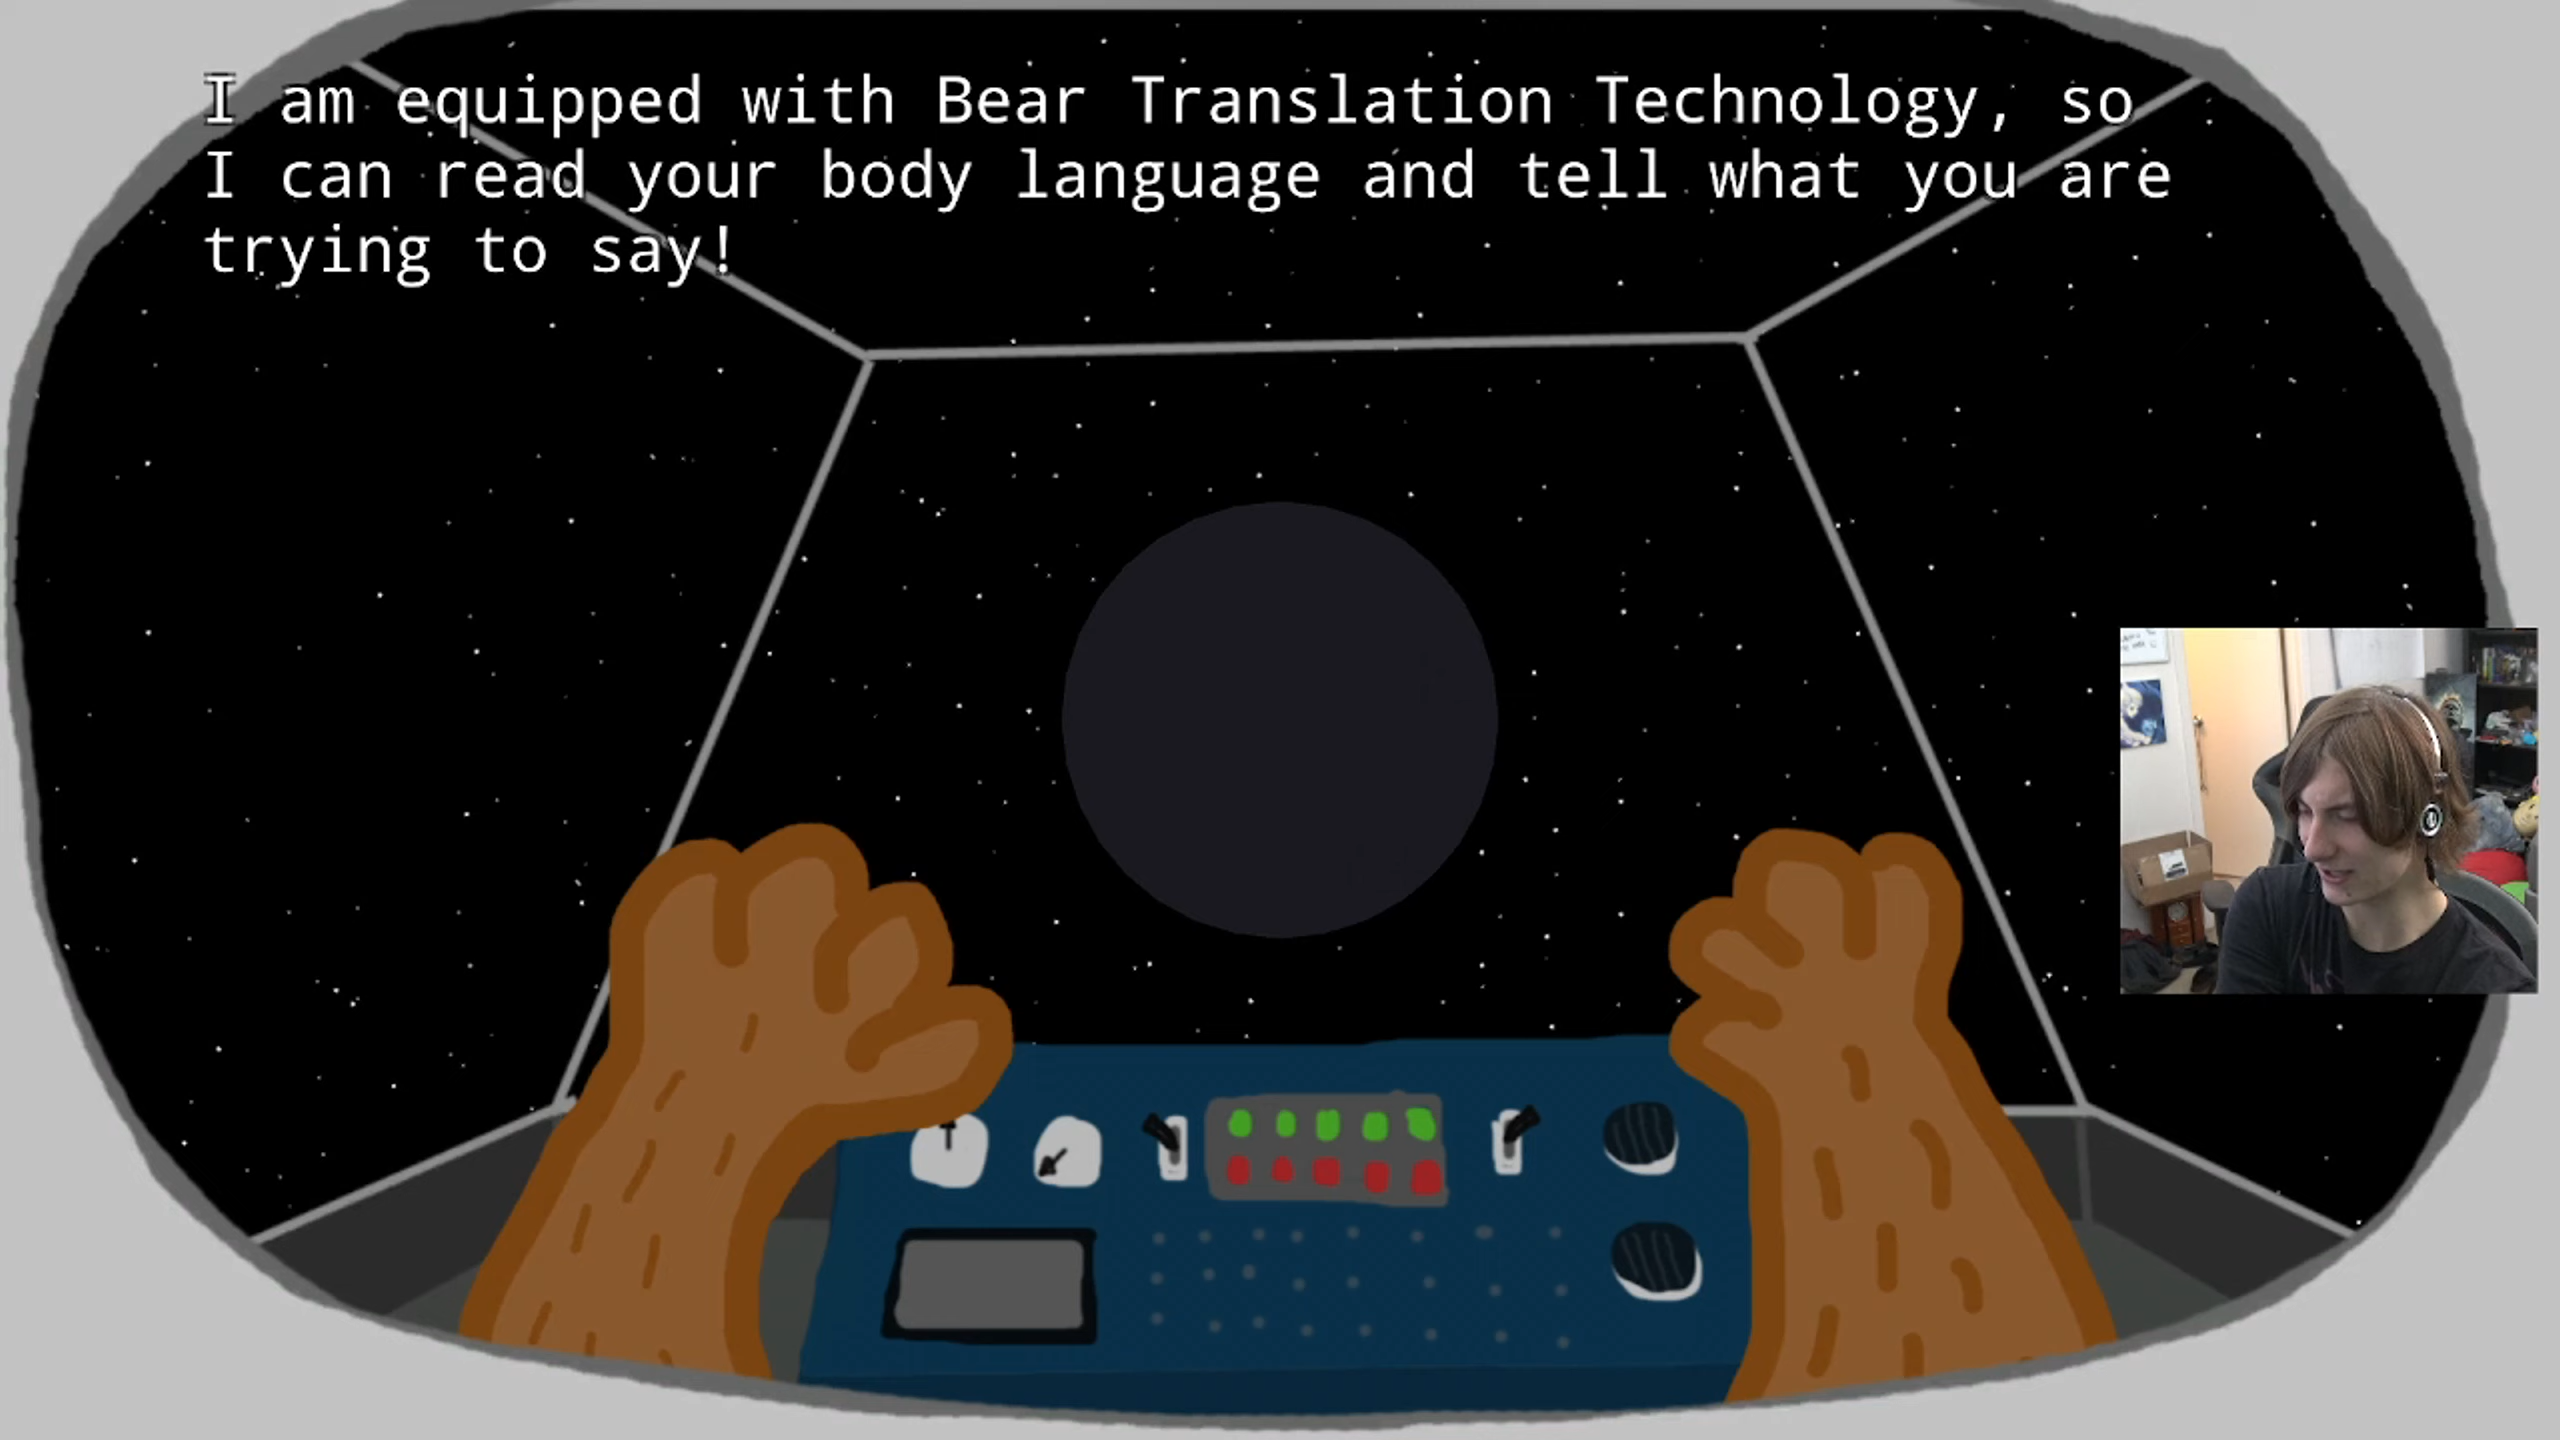 I am equipped with Bear Translation Technology, so
I can read your body language and tell what you are
trying to say!